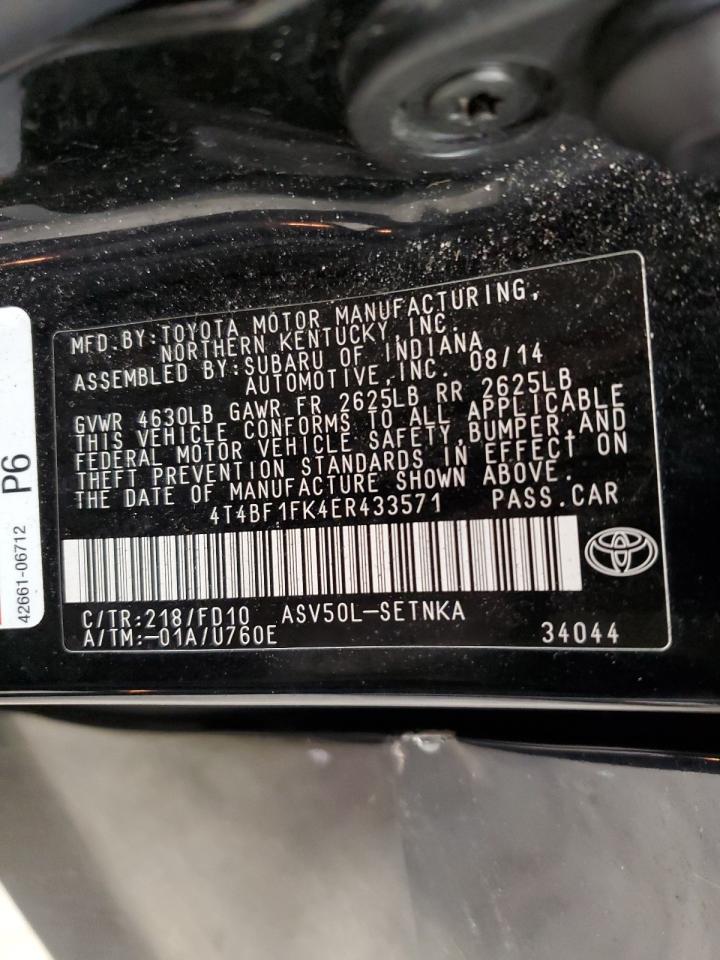 MFD.BY:TOYOTA MOTOR MANUFACTURING,
NORTHERN KENTUCKY, INC.
ASSEMBLED BY:SUBARU OF INDIANA
AUTOMOTIVE,INC. 08/14
GVWR 4630LB GAWR FR 2625LB RR 2625LB
THIS VEHICLE CONFORMS TO ALL APPLICABLE
FEDERAL MOTOR VEHICLE SAFETY,BUMPER,AND
THEFT PREVENTION STANDARDS IN EFFECT ON
THE DATE OF MANUFACTURE SHOWN ABOVE.
4T4BF1FK4ER433571 PASS.CAR
C/TR:218/FD10 ASV50L-SETNKA
A/TM:-01A/U760E 34044
P6
42661-06712